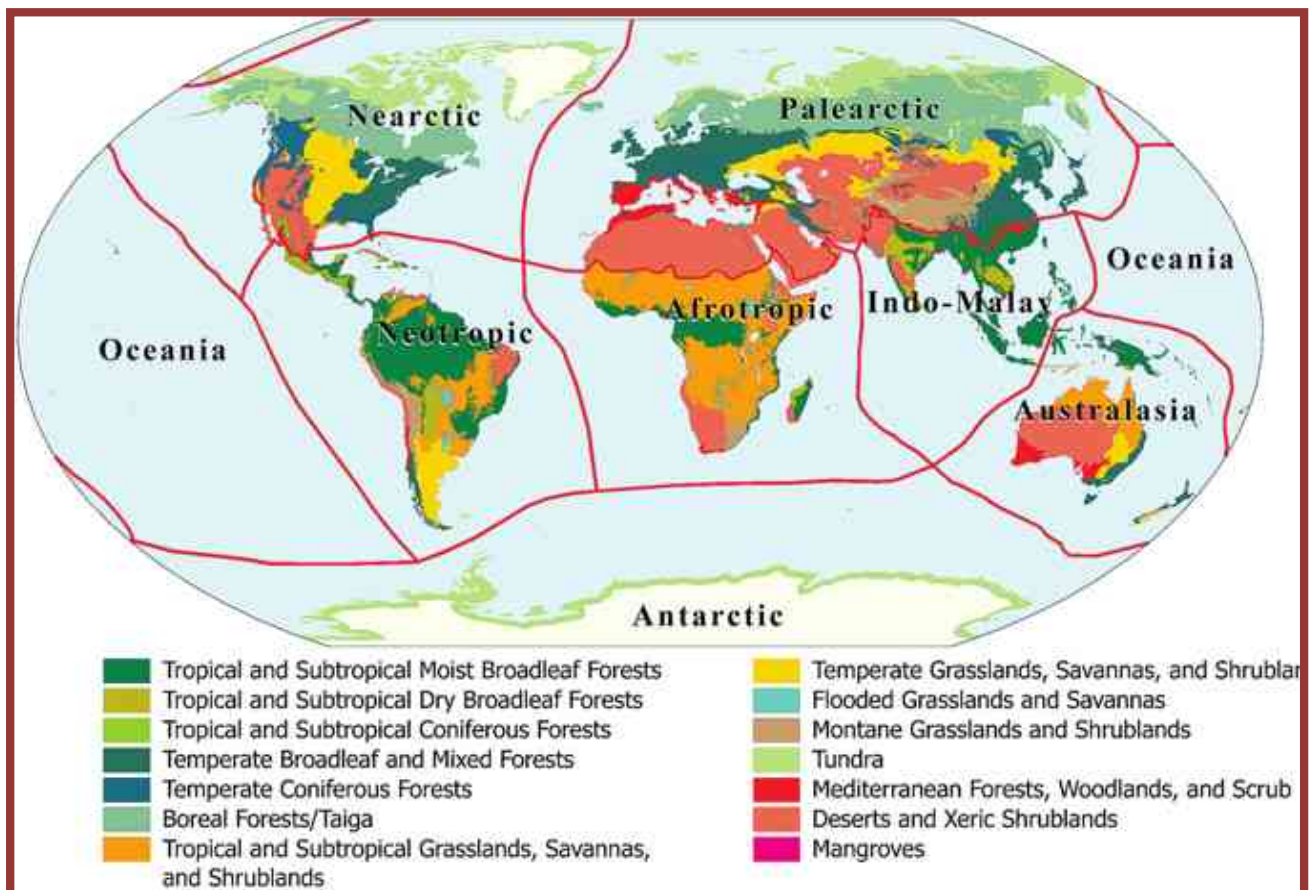 Nearctic
Palearctic
Oceania
Neotropic
Afrotropic
Indo-Malay
Oceania
Australasia
Antarctic
Tropical and Subtropical Moist Broadleaf Forests
Tropical and Subtropical Dry Broadleaf Forests
Tropical and Subtropical Coniferous Forests
Temperate Broadleaf and Mixed Forests
Temperate Coniferous Forests
Boreal Forests/Taiga
Tropical and Subtropical Grasslands, Savannas,
and Shrublands
Temperate Grasslands, Savannas, and Shrublan
Flooded Grasslands and Savannas
Montane Grasslands and Shrublands
Tundra
Mediterranean Forests, Woodlands, and Scrub
Deserts and Xeric Shrublands
Mangroves